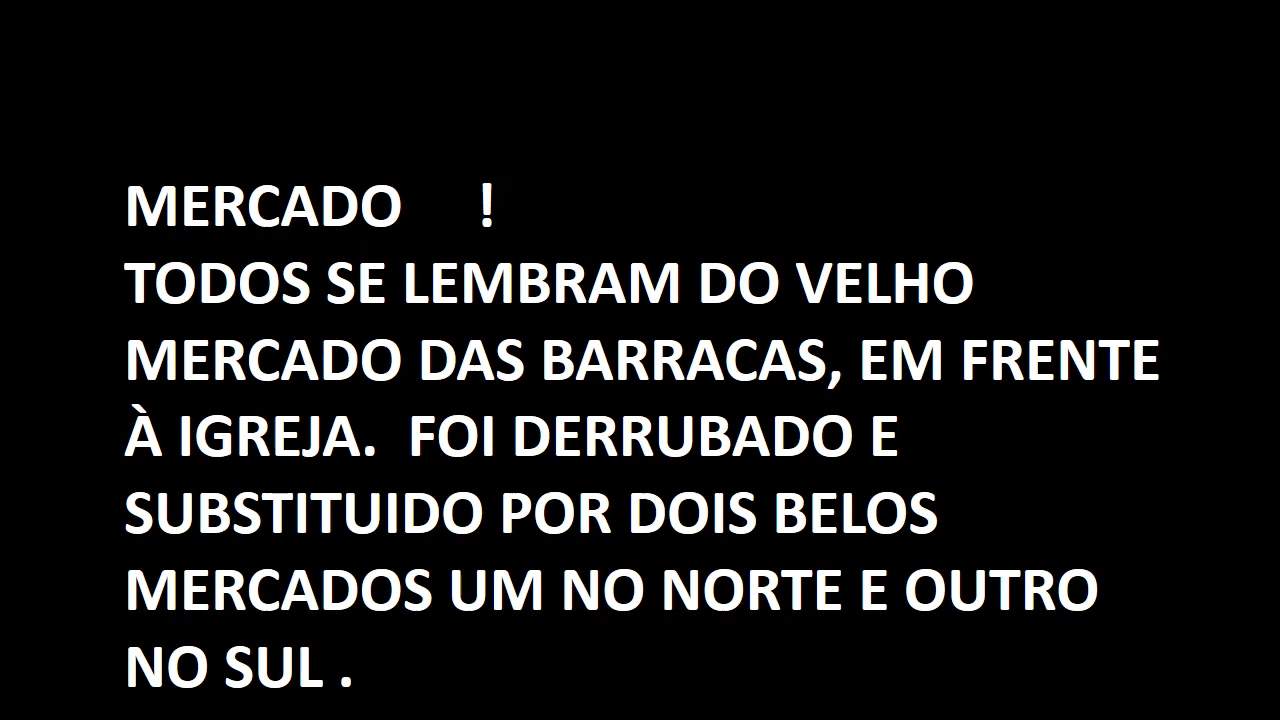 MERCADO     !
TODOS SE LEMBRAM DO VELHO
MERCADO DAS BARRACAS, EM FRENTE
À IGREJA.  FOI DERRUBADO E
SUBSTITUIDO POR DOIS BELOS
MERCADOS UM NO NORTE E OUTRO
NO SUL .